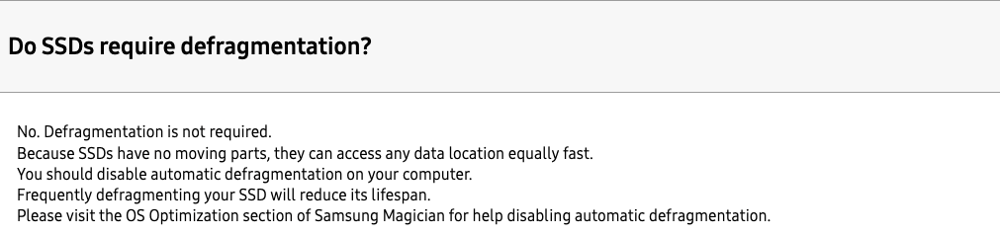 Do SSDs require defragmentation?
No. Defragmentation is not required.
Because SSDs have no moving parts, they can access any data location equally fast.
You should disable automatic defragmentation on your computer.
Frequently defragmenting your SSD will reduce its lifespan.
Please visit the OS Optimization section of Samsung Magician for help disabling automatic defragmentation.